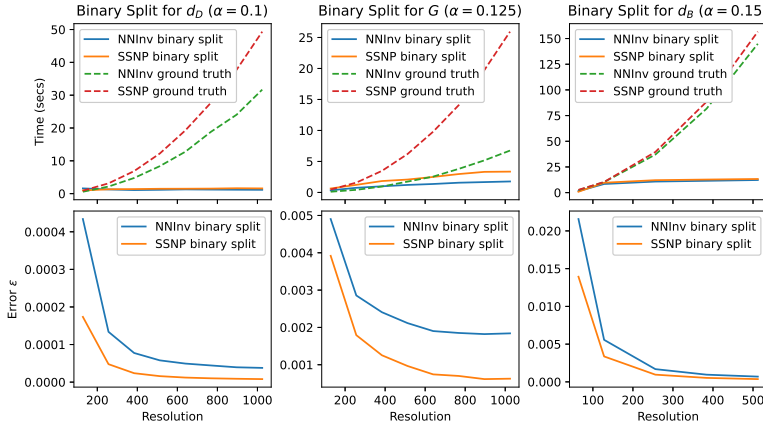 Binary Split for d_D (α = 0.1)
Binary Split for G (α = 0.125)
Binary Split for d_B (α = 0.15
Time (secs)
50
40
30
20
10
0
NNInv binary split
SSNP binary split
NNInv ground truth
SSNP ground truth
25
20
15
10
5
0
NNInv binary split
SSNP binary split
NNInv ground truth
SSNP ground truth
150
125
100
75
50
25
0
NNInv binary split
SSNP binary split
NNInv ground truth
SSNP ground truth
Error ε
0.0004
0.0003
0.0002
0.0001
0.0000
NNInv binary split
SSNP binary split
200 400 600 800 1000
Resolution
0.005
0.004
0.003
0.002
0.001
NNInv binary split
SSNP binary split
200 400 600 800 1000
Resolution
0.020
0.015
0.010
0.005
0.000
NNInv binary split
SSNP binary split
100 200 300 400 500
Resolution